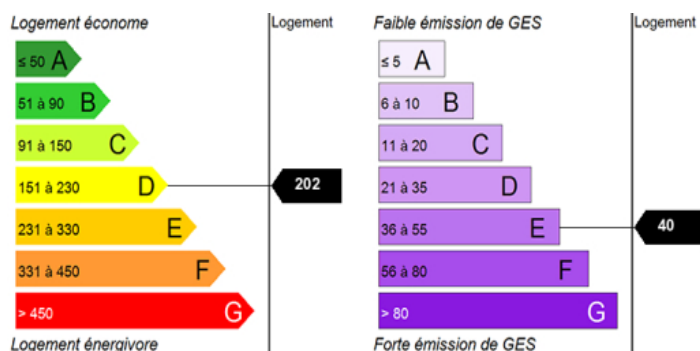 Logement économe
Logement
≤ 50 A
51 à 90 B
91 à 150 C
151 à 230 D
202
231 à 330 E
331 à 450 F
> 450 G
Logement énergivore
Faible émission de GES
Logement
≤ 5 A
6 à 10 B
11 à 20 C
21 à 35 D
36 à 55 E
40
56 à 80 F
> 80 G
Forte émission de GES